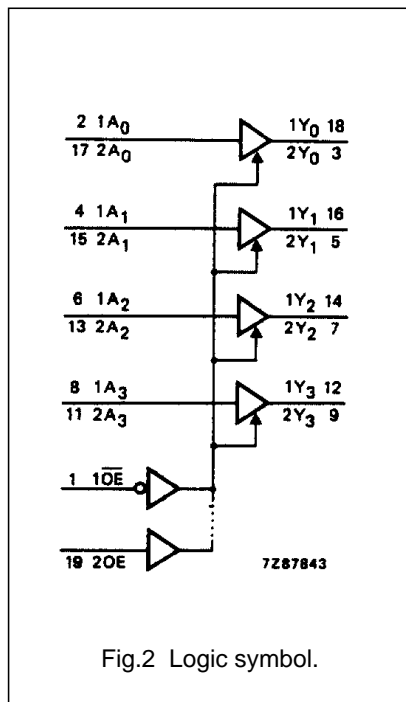 2 1A0 1Y0 18
17 2A0 2Y0 3
4 1A1 1Y1 16
15 2A1 2Y1 5
6 1A2 1Y2 14
13 2A2 2Y2 7
8 1A3 1Y3 12
11 2A3 2Y3 9
1 1O̅E̅
19 2OE 7Z87843
Fig.2 Logic symbol.